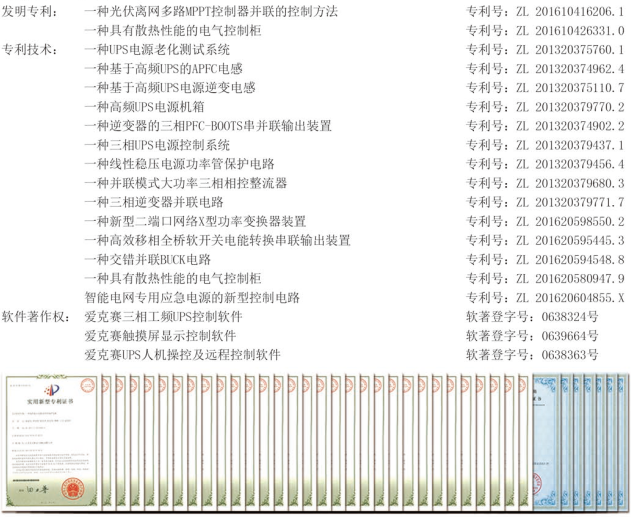 发明专利： 一种光伏离网多路MPPT控制器并联的控制方法 专利号：ZL 201610416206.1
一种具有散热性能的电气控制柜 专利号：ZL 201610426331.0
专利技术： 一种UPS电源老化测试系统 专利号：ZL 201320375760.1
一种基于高频UPS的APFC电感 专利号：ZL 201320374962.4
一种基于高频UPS电源逆变电感 专利号：ZL 201320375110.7
一种高频UPS电源机箱 专利号：ZL 201320379770.2
一种逆变器的三相PFC-BOOTS串并联输出装置 专利号：ZL 201320374902.2
一种三相UPS电源控制系统 专利号：ZL 201320379437.1
一种线性稳压电源功率管保护电路 专利号：ZL 201320379456.4
一种并联模式大功率三相相控整流器 专利号：ZL 201320379680.3
一种三相逆变器并联电路 专利号：ZL 201320379771.7
一种新型二端口网络X型功率变换器装置 专利号：ZL 201620598550.2
一种高效移相全桥软开关电能转换串联输出装置 专利号：ZL 201620595445.3
一种交错并联BUCK电路 专利号：ZL 201620594548.8
一种具有散热性能的电气控制柜 专利号：ZL 201620580947.9
智能电网专用应急电源的新型控制电路 专利号：ZL 201620604855.X
软件著作权： 爱克赛三相工频UPS控制软件 软著登字号：0638324号
爱克赛触摸屏显示控制软件 软著登字号：0639664号
爱克赛UPS人机操控及远程控制软件 软著登字号：0638363号
实用新型专利证书